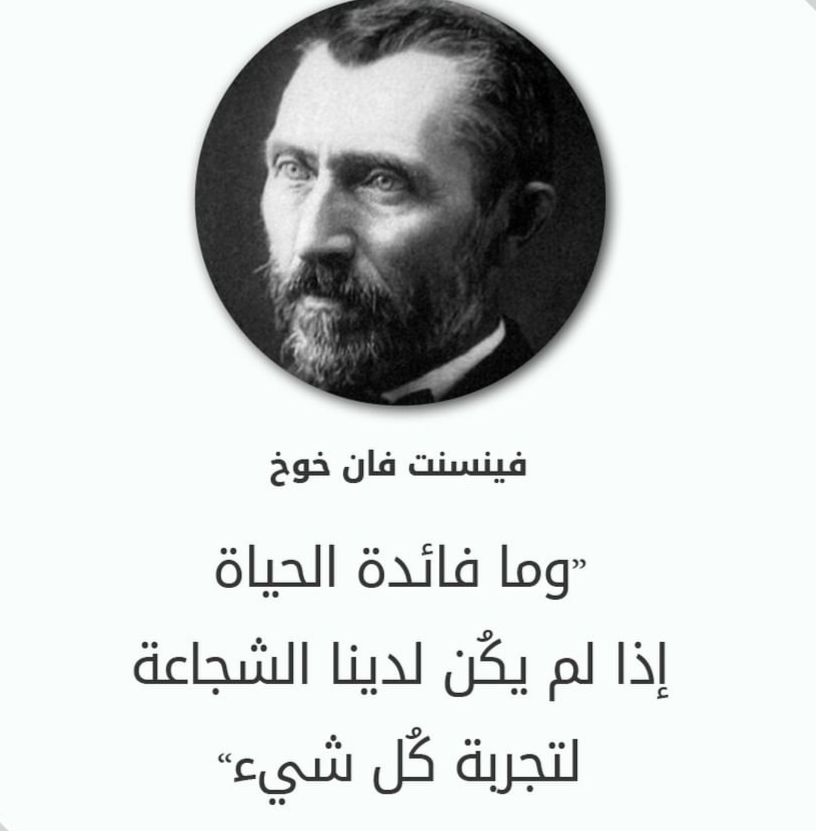 فينسنت فان خوخ
”وما فائدة الحياة
إذا لم يكُن لدينا الشجاعة
لتجربة كُل شيء“